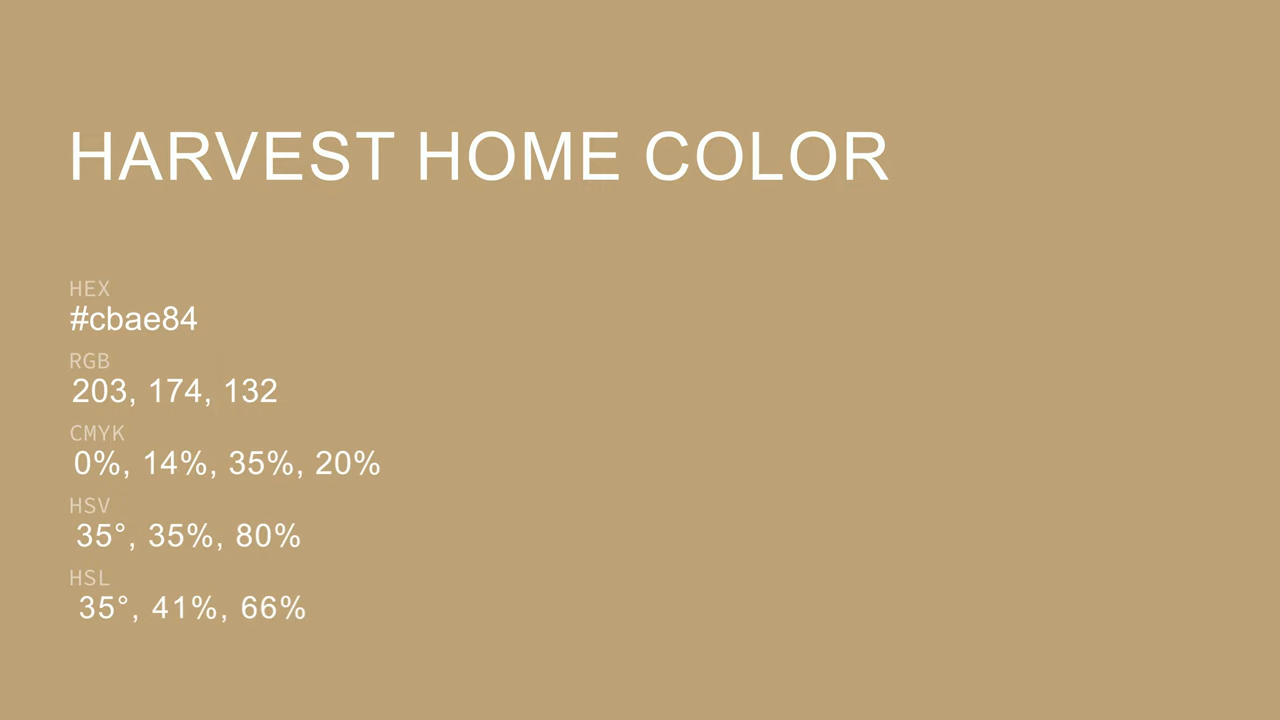 HARVEST HOME COLOR
HEX
#cbae84
RGB
203, 174, 132
CMYK
0%, 14%, 35%, 20%
HSV
35°, 35%, 80%
HSL
35°, 41%, 66%